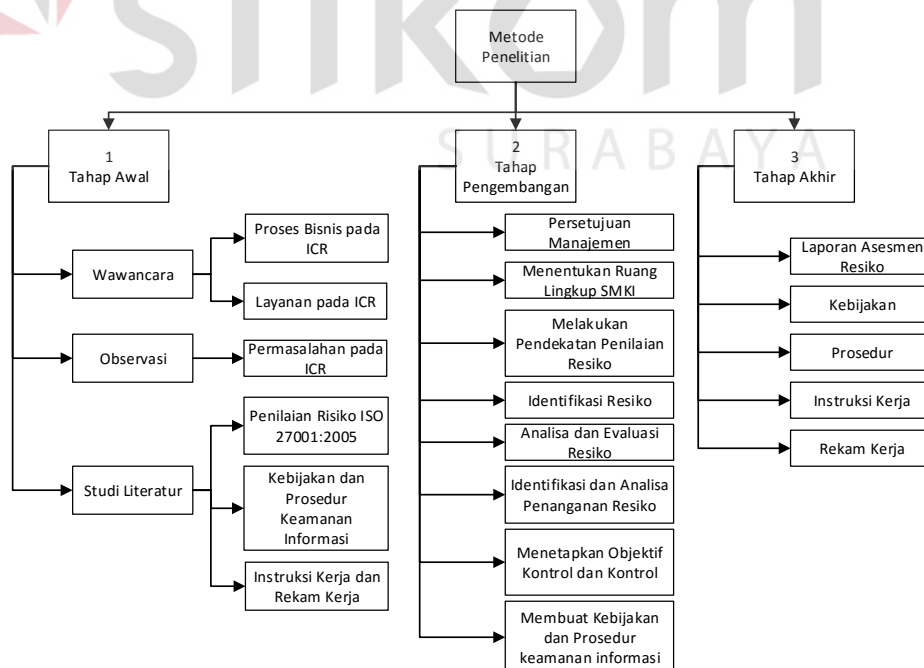 stikom
SURABAYA
Metode
Penelitian
1
Tahap Awal
Wawancara
Proses Bisnis pada
ICR
Layanan pada ICR
Observasi
Permasalahan pada
ICR
Studi Literatur
Penilaian Risiko ISO
27001:2005
Kebijakan dan
Prosedur
Keamanan
Informasi
Instruksi Kerja dan
Rekam Kerja
2
Tahap
Pengembangan
Persetujuan
Manajemen
Menentukan Ruang
Lingkup SMKI
Melakukan
Pendekatan Penilaian
Resiko
Identifikasi Resiko
Analisa dan Evaluasi
Resiko
Identifikasi dan Analisa
Penanganan Resiko
Menetapkan Objektif
Kontrol dan Kontrol
Membuat Kebijakan
dan Prosedur
keamanan informasi
3
Tahap Akhir
Laporan Asesmen
Resiko
Kebijakan
Prosedur
Instruksi Kerja
Rekam Kerja